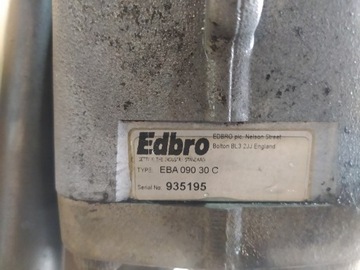 Edbro
EDBRO plc. Nelson Street
Bolton BL3 2JJ England
TYPE: EBA 090 30 C
Serial No 935195